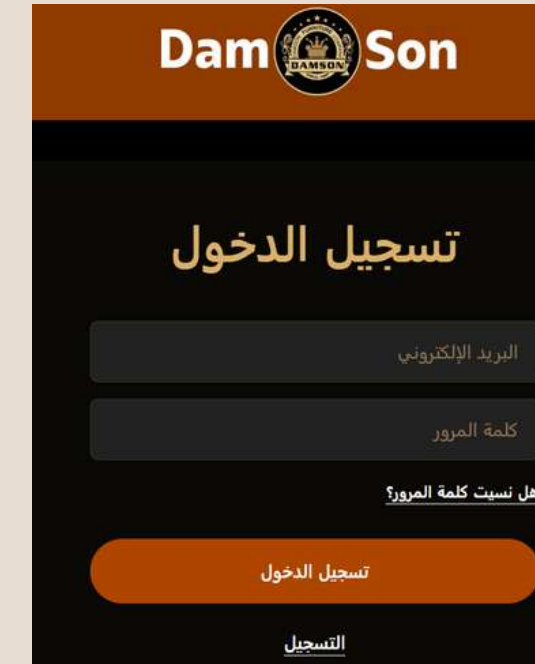 Dam Son
DAMSON
تسجيل الدخول
البريد الإلكتروني
كلمة المرور
هل نسيت كلمة المرور؟
تسجيل الدخول
التسجيل